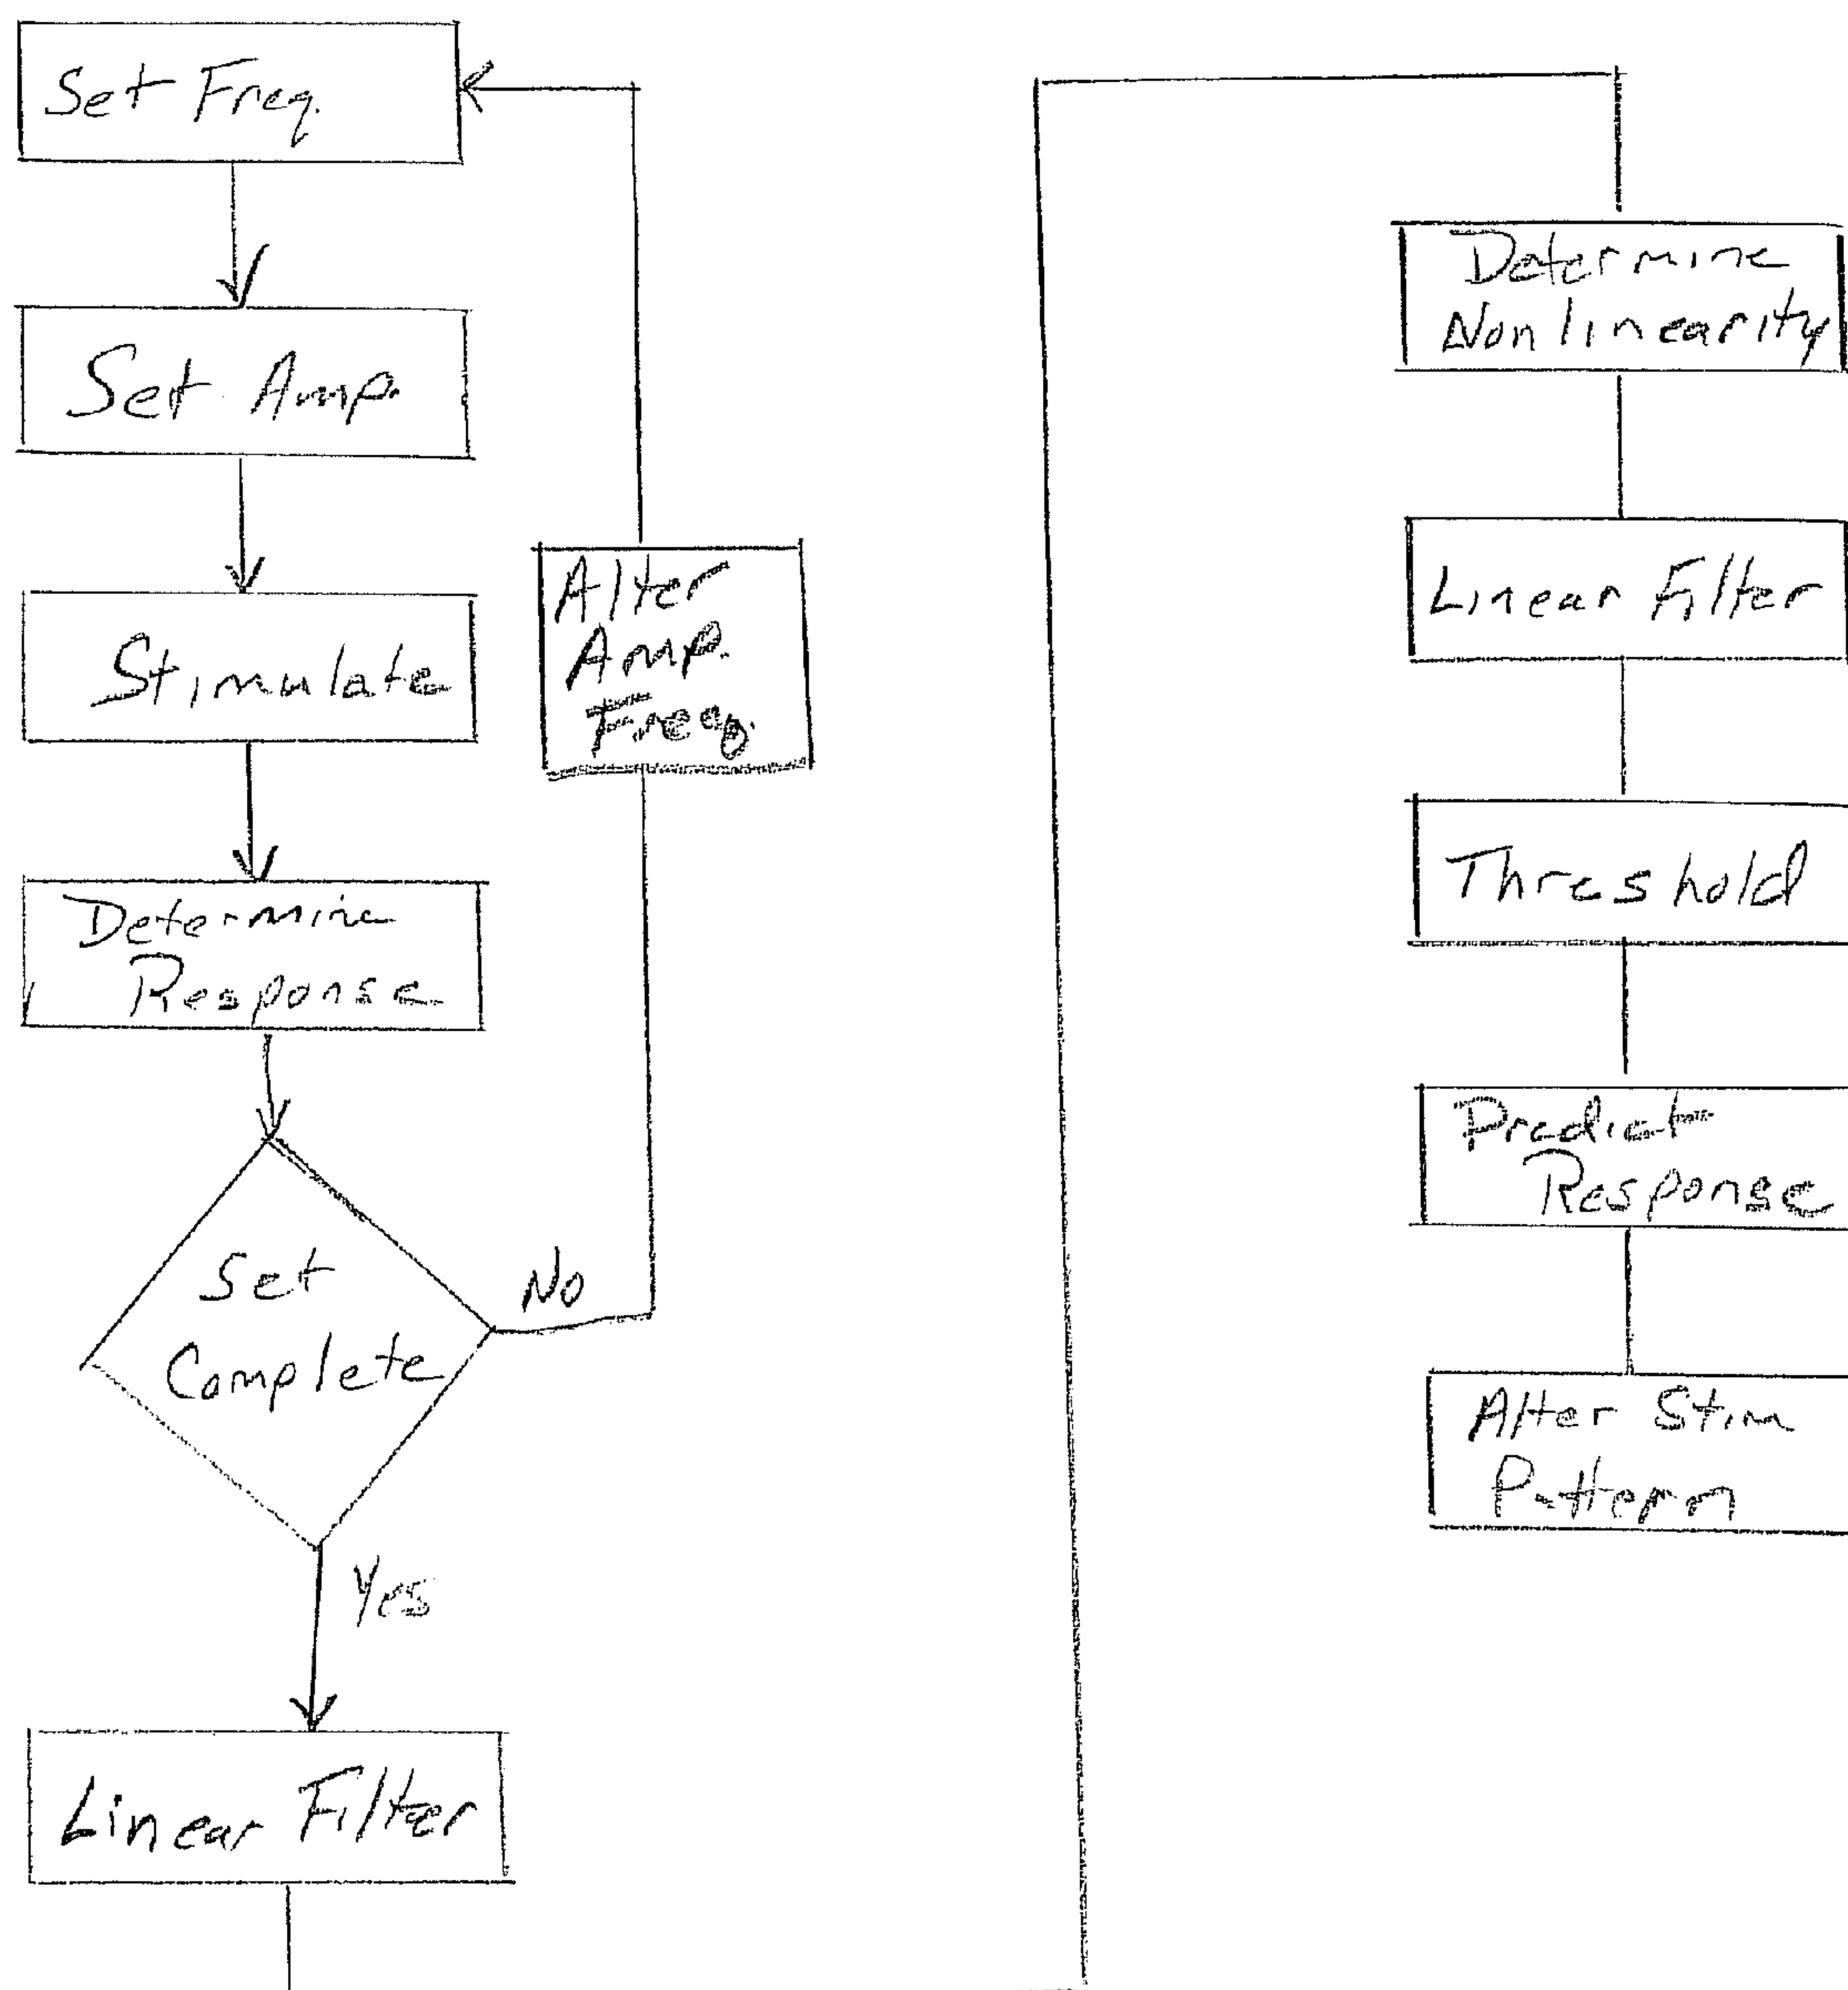 Set Freq.
Set Amp.
Stimulate
Determine
Response
Set
Complete
No
Yes
Linear Filter
Alter
Amp.
Freq.
Determine
Nonlinearity
Linear Filter
Threshold
Predict
Response
Alter Stim
Pattern